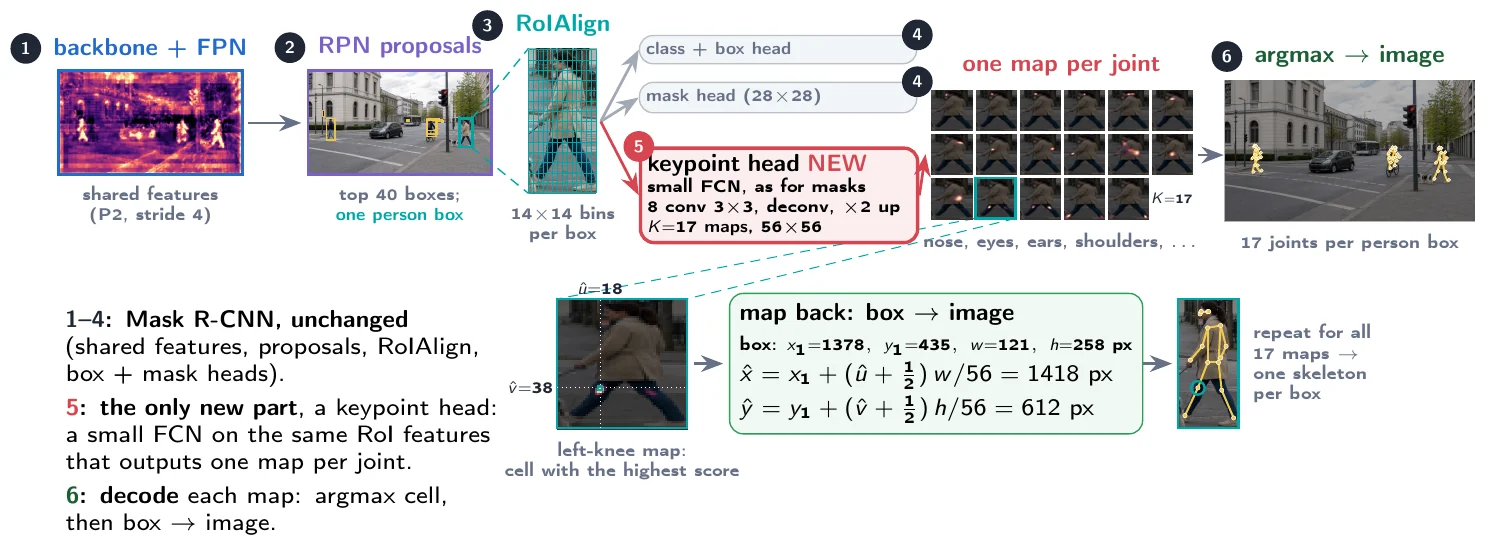 1 backbone + FPN
shared features
(P2, stride 4)
2 RPN proposals
top 40 boxes;
one person box
3 RoIAlign
14×14 bins
per box
class + box head 4
mask head (28×28) 4
5
keypoint head NEW
small FCN, as for masks
8 conv 3×3, deconv, ×2 up
K=17 maps, 56×56
one map per joint
K=17
nose, eyes, ears, shoulders, ...
6 argmax → image
17 joints per person box
1–4: Mask R-CNN, unchanged
(shared features, proposals, RoIAlign,
box + mask heads).
5: the only new part, a keypoint head:
a small FCN on the same RoI features
that outputs one map per joint.
6: decode each map: argmax cell,
then box → image.
û=18
v̂=38
left-knee map:
cell with the highest score
map back: box → image
box: x₁=1378, y₁=435, w=121, h=258 px
x̂ = x₁ + (û + ½) w/56 = 1418 px
ŷ = y₁ + (v̂ + ½) h/56 = 612 px
repeat for all
17 maps →
one skeleton
per box